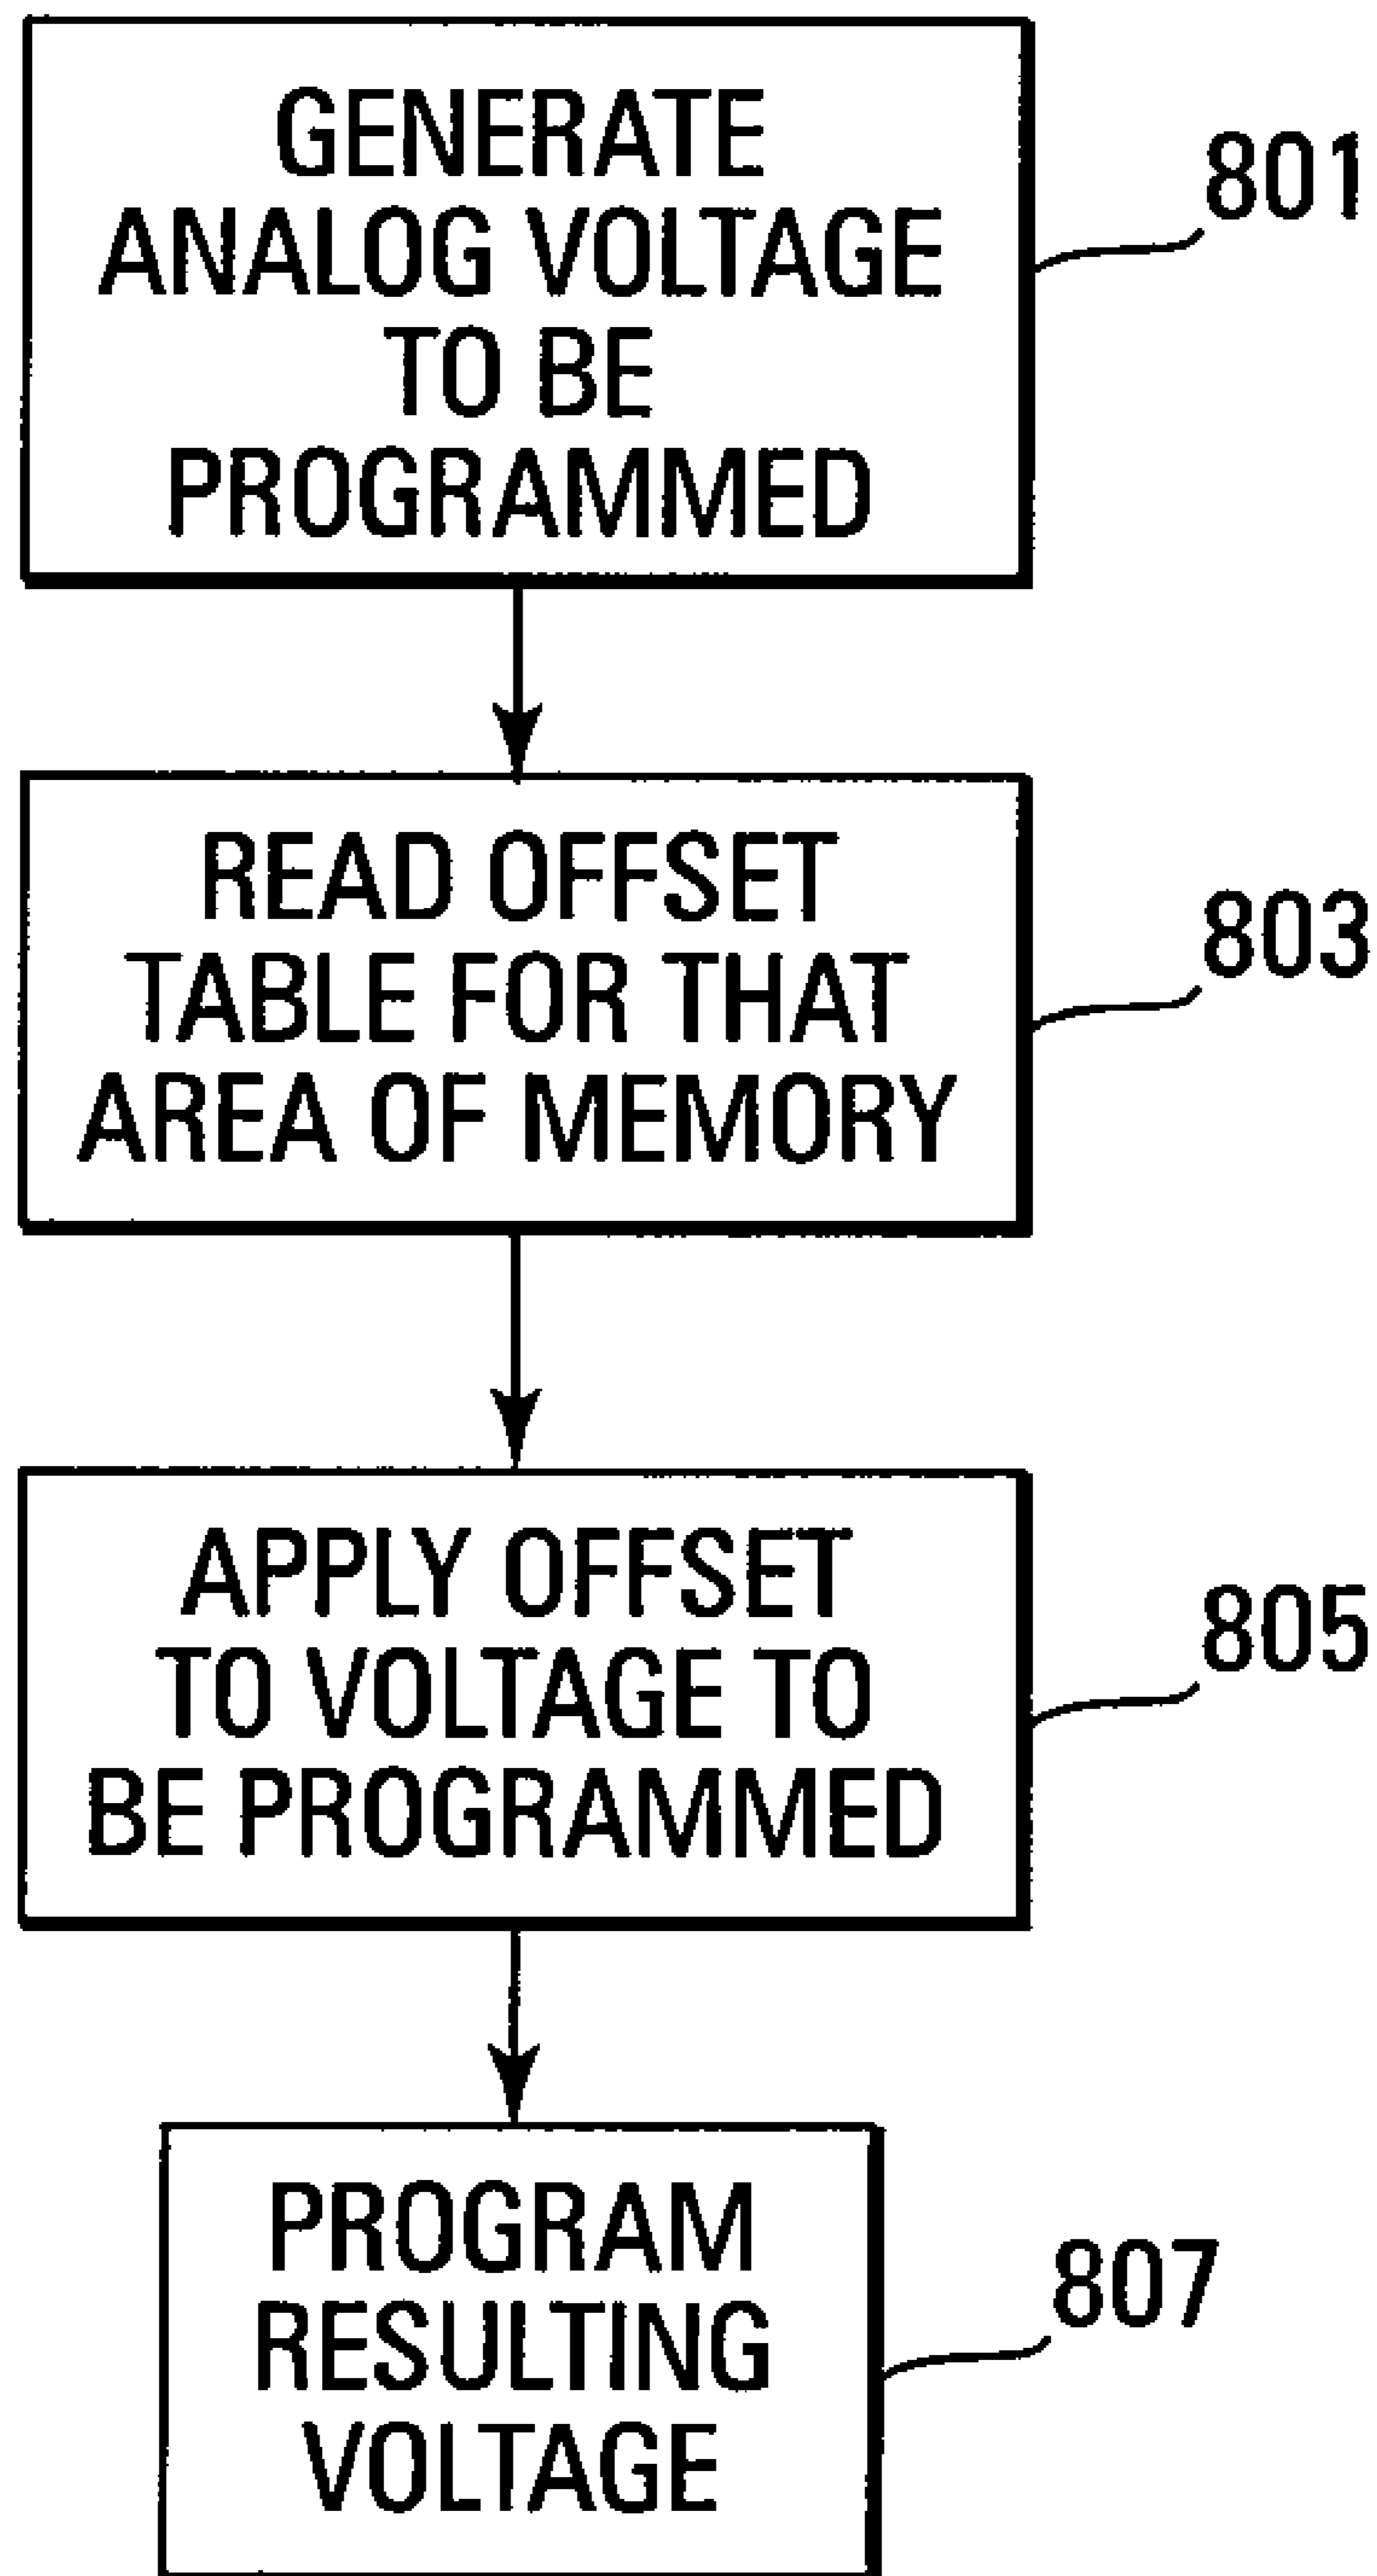 GENERATE
ANALOG VOLTAGE
TO BE
PROGRAMMED
801
READ OFFSET
TABLE FOR THAT
AREA OF MEMORY
803
APPLY OFFSET
TO VOLTAGE TO
BE PROGRAMMED
805
PROGRAM
RESULTING
VOLTAGE
807